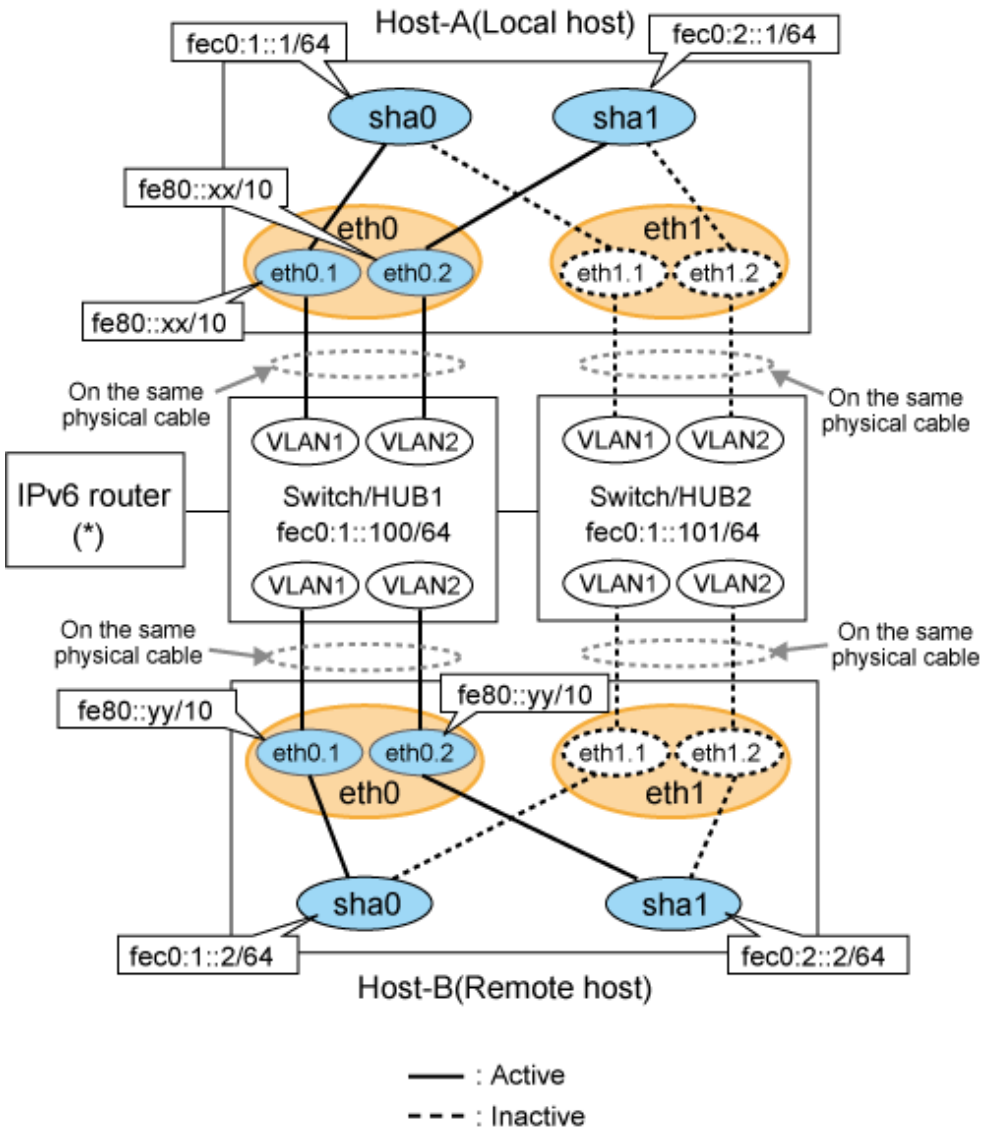 Host-A(Local host)
fec0:1::1/64
fec0:2::1/64
sha0
sha1
fe80::xx/10
eth0
eth1
eth0.1
eth0.2
eth1.1
eth1.2
fe80::xx/10
On the same
physical cable
On the same
physical cable
VLAN1
VLAN2
VLAN1
VLAN2
IPv6 router
(*)
Switch/HUB1
fec0:1::100/64
Switch/HUB2
fec0:1::101/64
VLAN1
VLAN2
VLAN1
VLAN2
On the same
physical cable
On the same
physical cable
fe80::yy/10
fe80::yy/10
eth0.1
eth0.2
eth1.1
eth1.2
eth0
eth1
sha0
sha1
fec0:1::2/64
fec0:2::2/64
Host-B(Remote host)
: Active
: Inactive